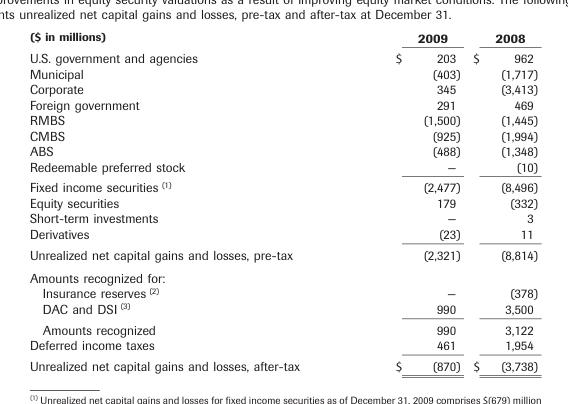 provements in equity security valuations as a result of improving equity market conditions. The following
nts unrealized net capital gains and losses, pre-tax and after-tax at December 31.
($ in millions) 2009 2008
U.S. government and agencies $ 203 $ 962
Municipal (403) (1,717)
Corporate 345 (3,413)
Foreign government 291 469
RMBS (1,500) (1,445)
CMBS (925) (1,994)
ABS (488) (1,348)
Redeemable preferred stock — (10)
Fixed income securities (1) (2,477) (8,496)
Equity securities 179 (332)
Short-term investments — 3
Derivatives (23) 11
Unrealized net capital gains and losses, pre-tax (2,321) (8,814)
Amounts recognized for:
Insurance reserves (2) — (378)
DAC and DSI (3) 990 3,500
Amounts recognized 990 3,122
Deferred income taxes 461 1,954
Unrealized net capital gains and losses, after-tax $ (870) $ (3,738)
(1) Unrealized net capital gains and losses for fixed income securities as of December 31, 2009 comprises $(679) million